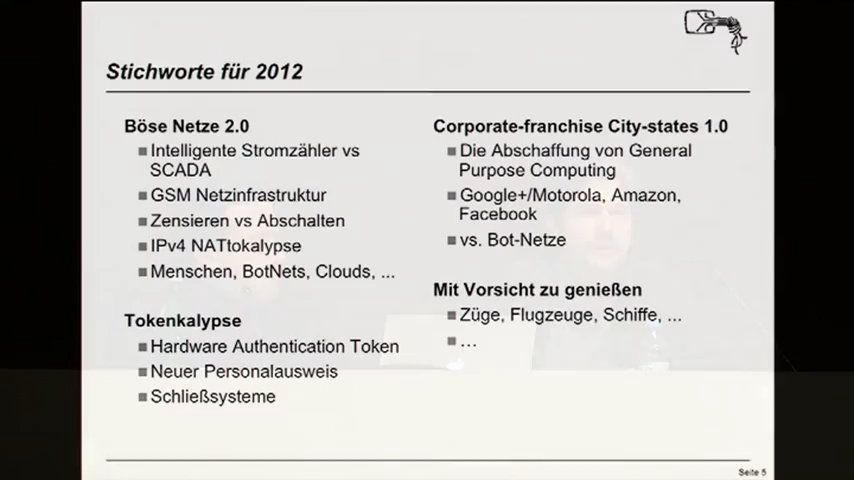 Stichworte für 2012
Böse Netze 2.0
Intelligente Stromzähler vs
SCADA
GSM Netzinfrastruktur
Zensieren vs Abschalten
IPv4 NATtokalypse
Menschen, BotNets, Clouds, ...
Tokenkalypse
Hardware Authentication Token
Neuer Personalausweis
Schließsysteme
Corporate-franchise City-states 1.0
Die Abschaffung von General
Purpose Computing
Google+/Motorola, Amazon,
Facebook
vs. Bot-Netze
Mit Vorsicht zu genießen
Züge, Flugzeuge, Schiffe, ...
...
Seite 5